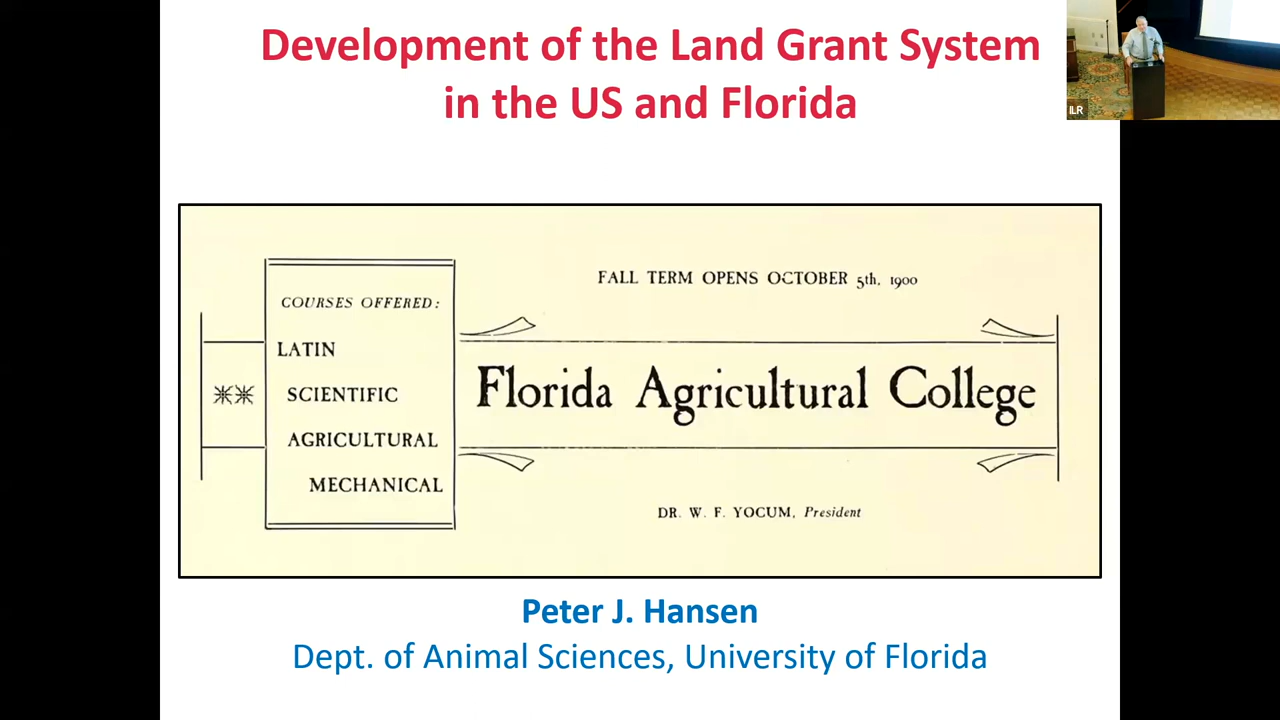 Development of the Land Grant System
in the US and Florida
ILR
COURSES OFFERED:
LATIN
SCIENTIFIC
AGRICULTURAL
MECHANICAL
FALL TERM OPENS OCTOBER 5th, 1900
Florida Agricultural College
DR. W. F. YOCUM, President
Peter J. Hansen
Dept. of Animal Sciences, University of Florida